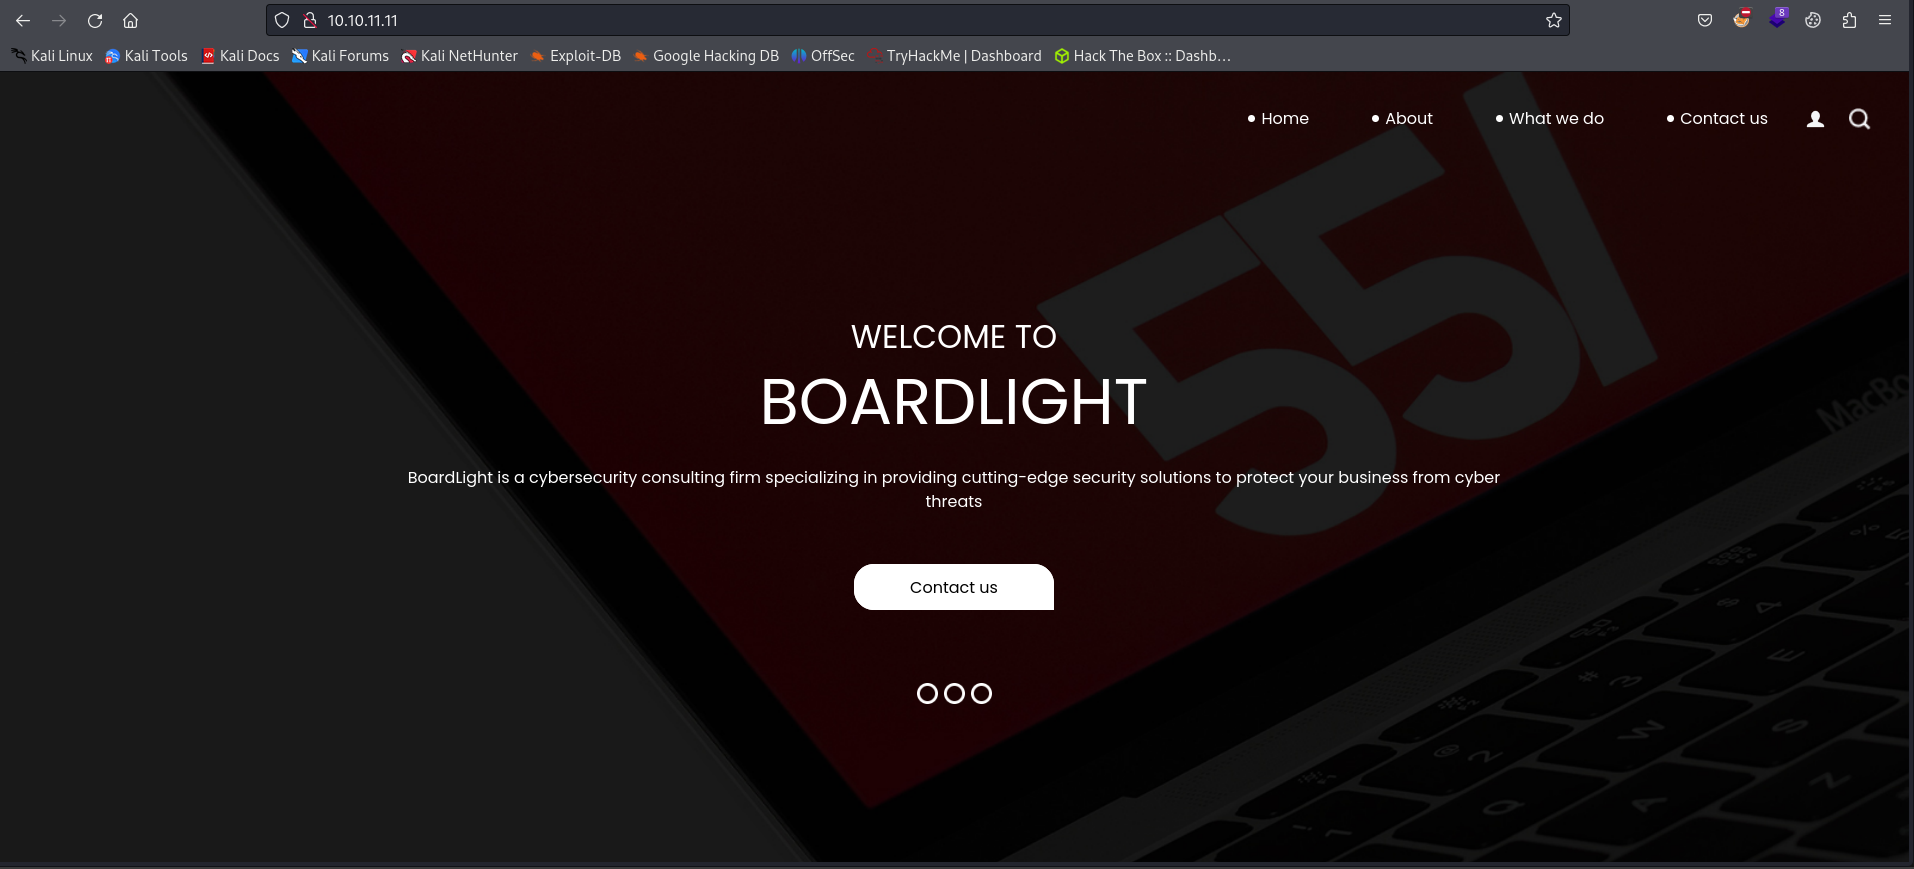 10.10.11.11
8
Kali Linux Kali Tools Kali Docs Kali Forums Kali NetHunter Exploit-DB Google Hacking DB OffSec TryHackMe | Dashboard Hack The Box :: Dashb…
Home About What we do Contact us
55/
MacBo
WELCOME TO
BOARDLIGHT
BoardLight is a cybersecurity consulting firm specializing in providing cutting-edge security solutions to protect your business from cyber
threats
Contact us